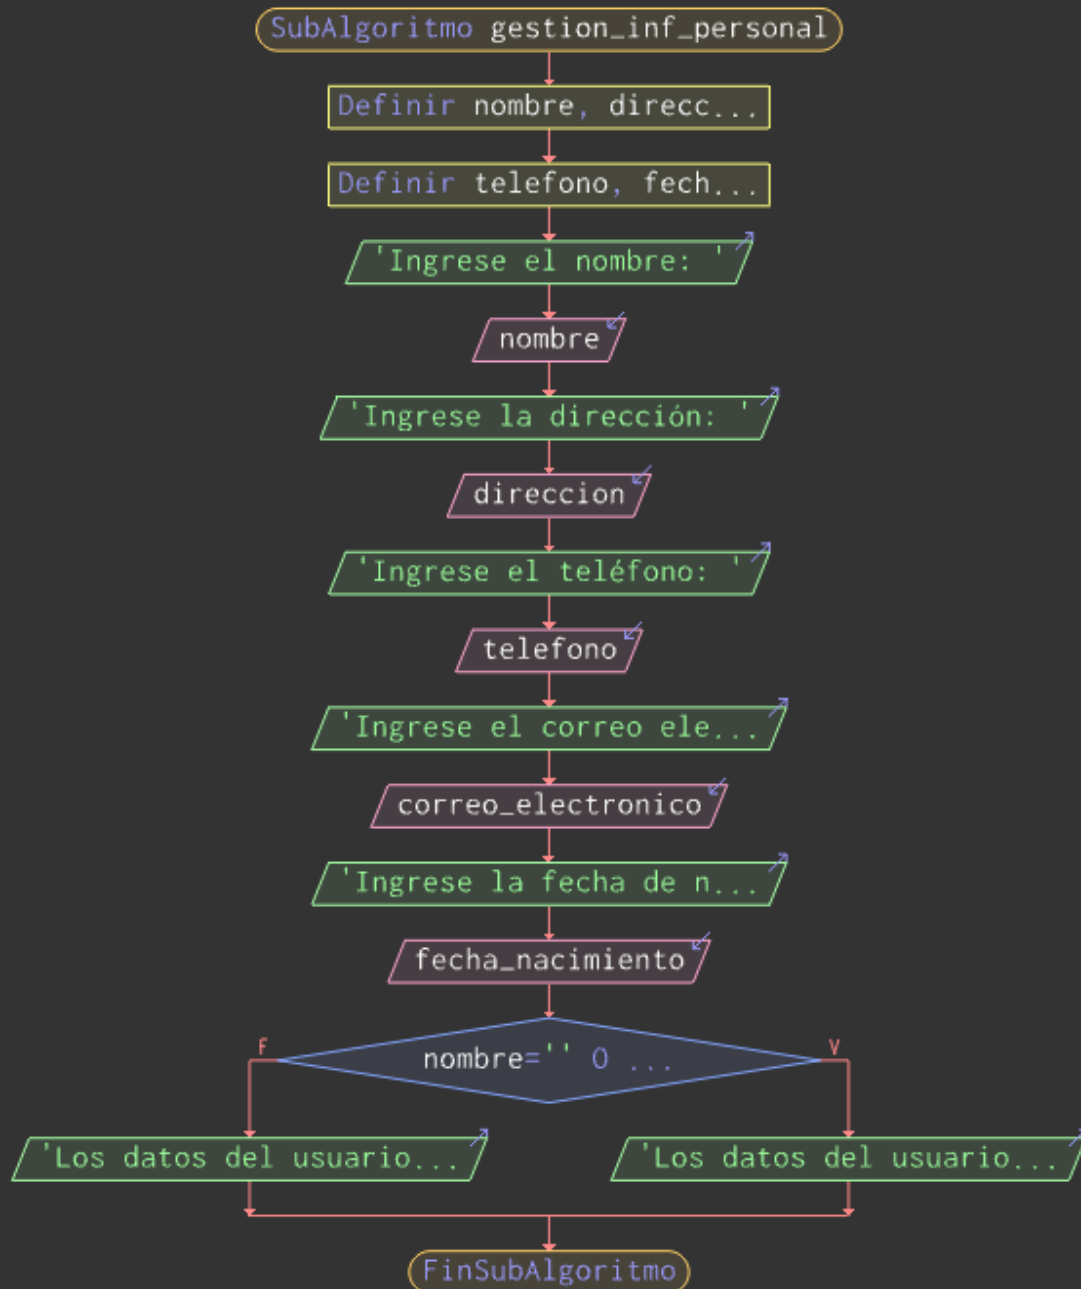 SubAlgoritmo gestion_inf_personal
Definir nombre, direcc...
Definir telefono, fech...
'Ingrese el nombre: '
nombre
'Ingrese la dirección: '
direccion
'Ingrese el teléfono: '
telefono
'Ingrese el correo ele...
correo_electronico
'Ingrese la fecha de n...
fecha_nacimiento
F
nombre='' O ...
V
'Los datos del usuario...
'Los datos del usuario...
FinSubAlgoritmo